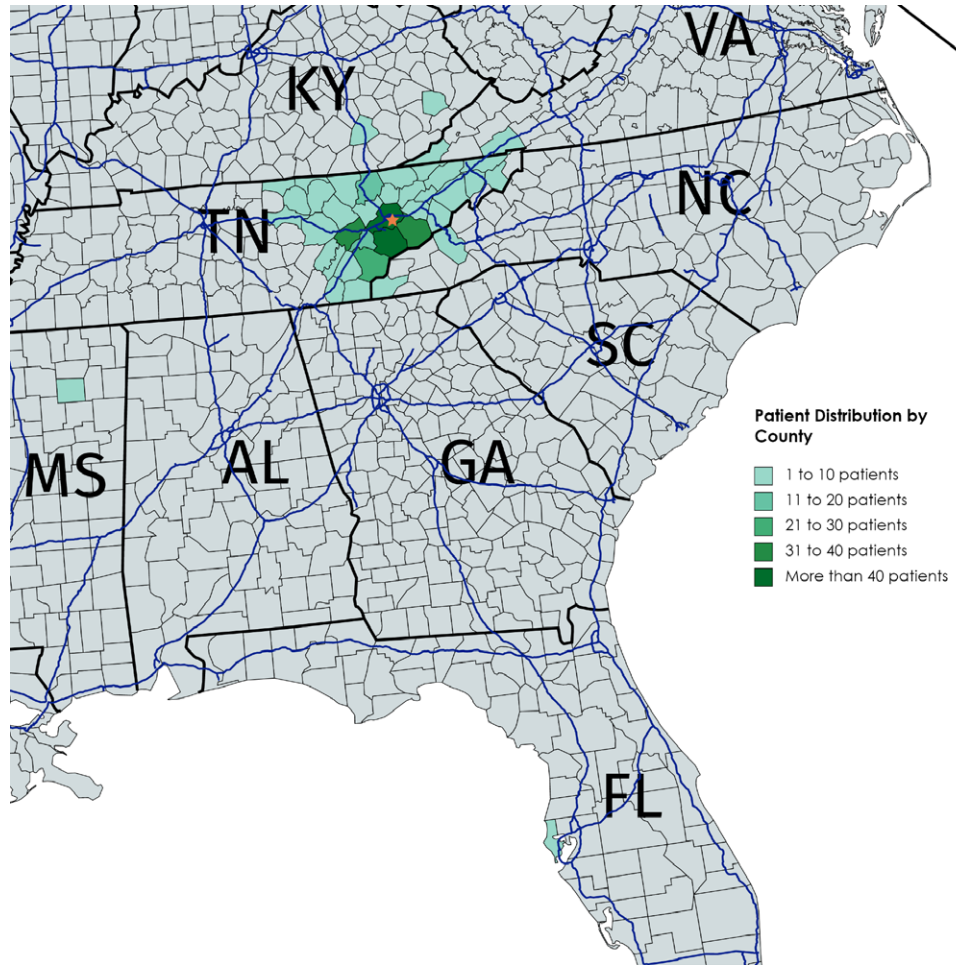 VA
KY
NC
TN
SC
Patient Distribution by
County
MS
AL
GA
1 to 10 patients
11 to 20 patients
21 to 30 patients
31 to 40 patients
More than 40 patients
FL